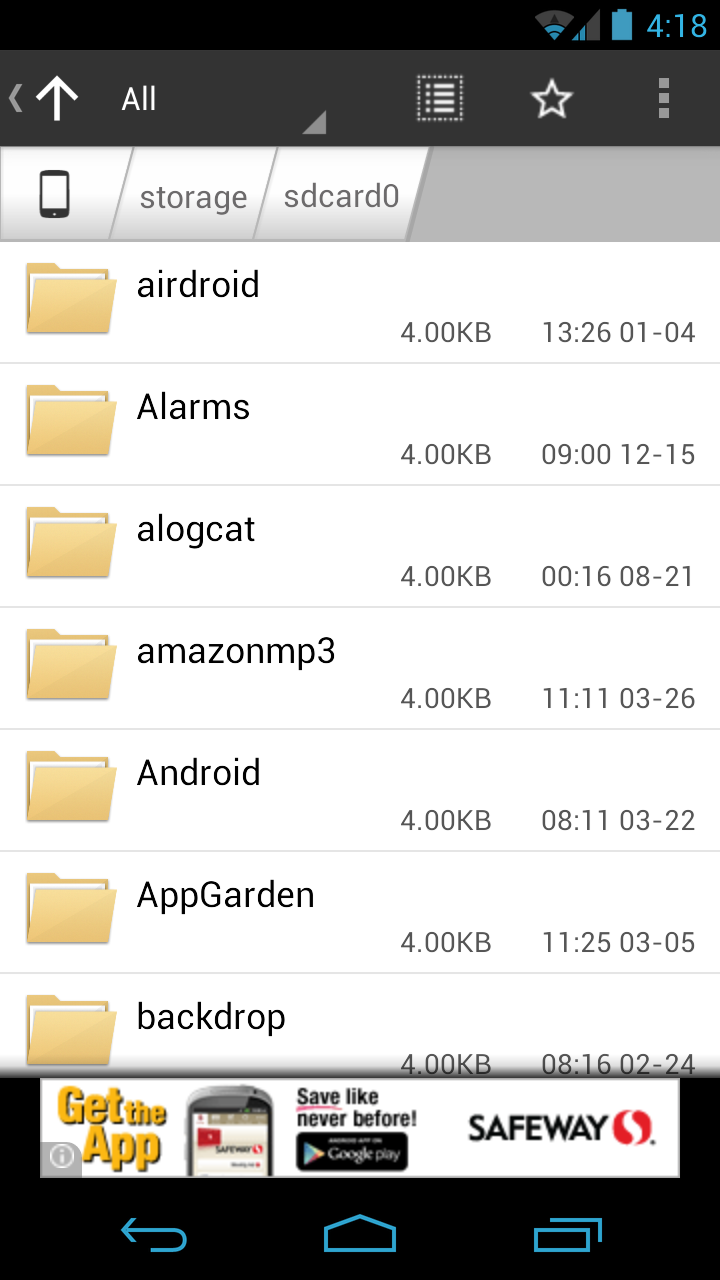 4:18
All
storage
sdcard0
airdroid
4.00KB 13:26 01-04
Alarms
4.00KB 09:00 12-15
alogcat
4.00KB 00:16 08-21
amazonmp3
4.00KB 11:11 03-26
Android
4.00KB 08:11 03-22
AppGarden
4.00KB 11:25 03-05
backdrop
4.00KB 08:16 02-24
Get the
App
SAFEWAY
Save like
never before!
ANDROID APP ON
Google play
SAFEWAY